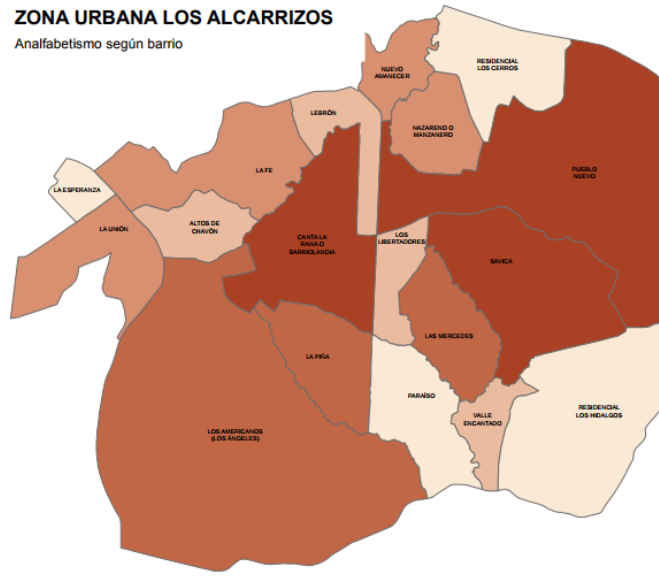 ZONA URBANA LOS ALCARRIZOS
Analfabetismo según barrio
RESIDENCIAL
LOS CERROS
NUEVO
AMANECER
LEBRÓN
NAZARENO O
MANZANERO
LA FE
PUEBLO
NUEVO
LA ESPERANZA
LA UNIÓN
ALTOS DE
CHAVÓN
CANTA LA
RANA O
BARRIOLANDIA
LOS
LIBERTADORES
SAVICA
LAS MERCEDES
LA PIÑA
PARAÍSO
VALLE
ENCANTADO
RESIDENCIAL
LOS HIDALGOS
LOS AMERICANOS
(LOS ÁNGELES)